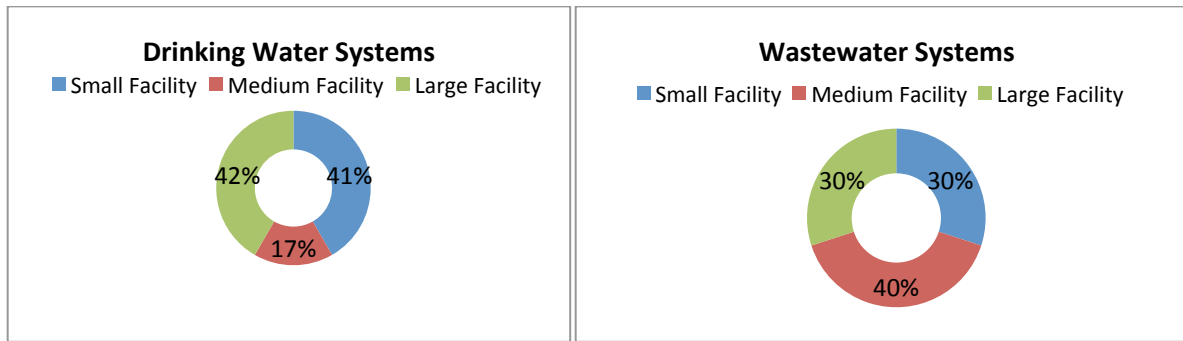 Drinking Water Systems
Small Facility Medium Facility Large Facility
42%
41%
17%
Wastewater Systems
Small Facility Medium Facility Large Facility
30%
30%
40%